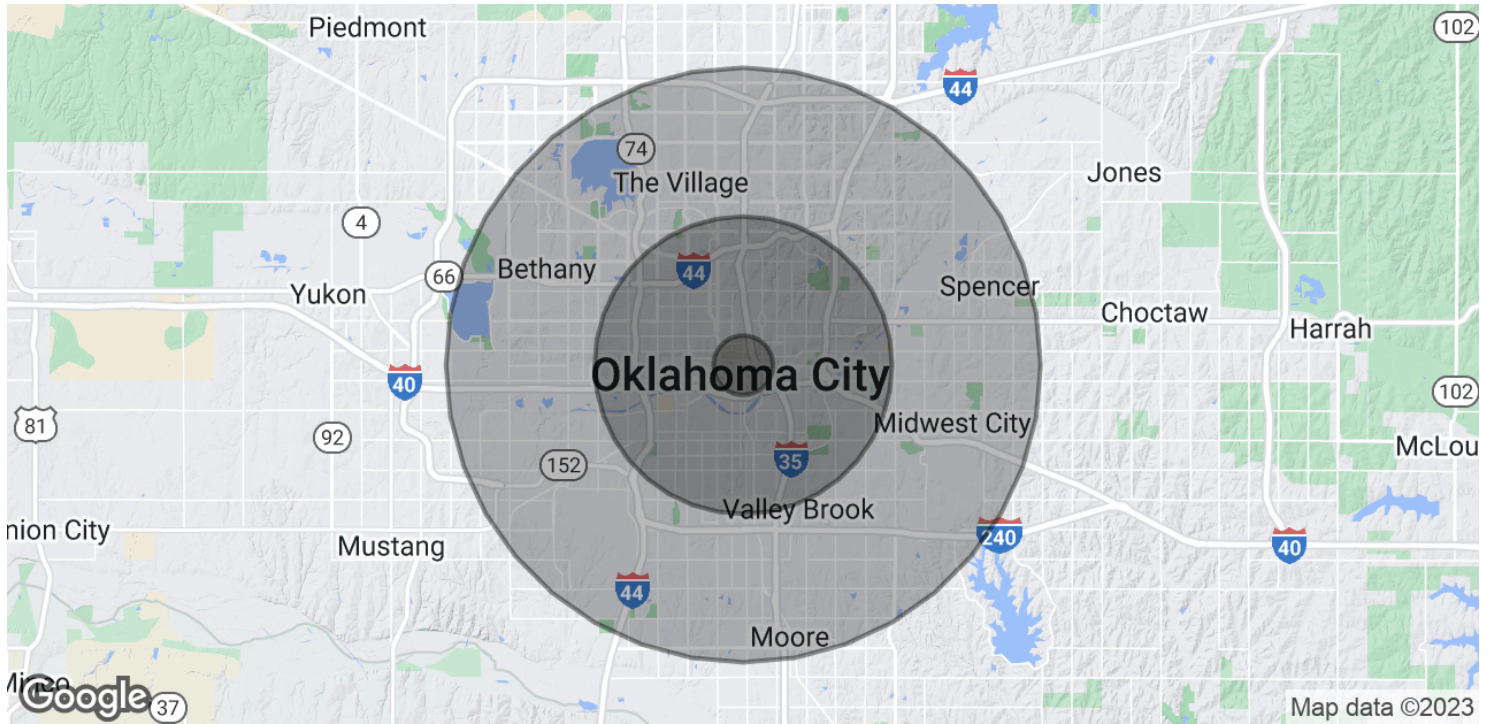 Piedmont
102
44
74
Jones
The Village
4
Bethany
44
66
Spencer
Yukon
Choctaw
Harrah
Oklahoma City
40
102
81
Midwest City
92
McLou
152
35
Valley Brook
nion City
240
Mustang
40
44
Moore
Minco
Google
37
Map data ©2023